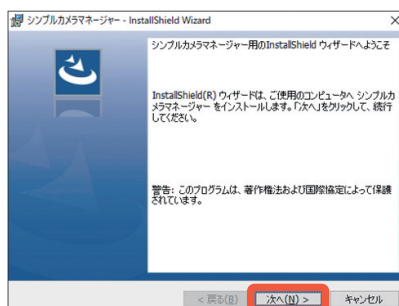 シンプルカメラマネージャー - InstallShield Wizard
シンプルカメラマネージャー用のInstallShield ウィザードへようこそ
InstallShield(R) ウィザードは、ご使用のコンピュータへ シンプルカ
メラマネージャー をインストールします。「次へ」をクリックして、続行
してください。
警告: このプログラムは、著作権法および国際協定によって保護
されています。
< 戻る(B)
次へ(N) >
キャンセル